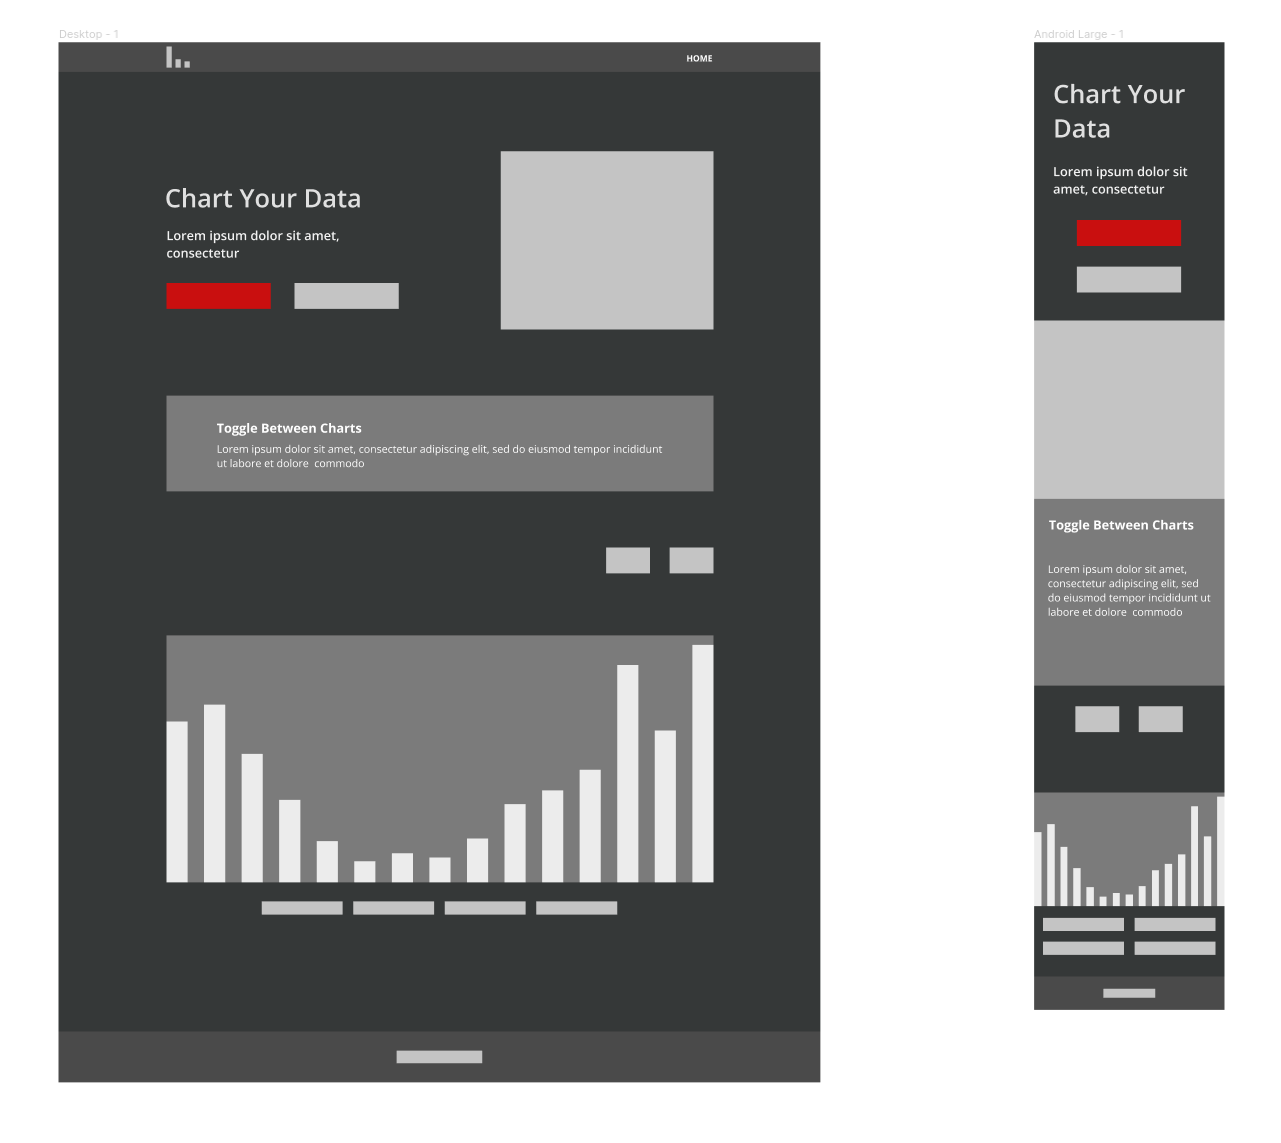 Desktop - 1
HOME
Chart Your Data
Lorem ipsum dolor sit amet,
consectetur
Toggle Between Charts
Lorem ipsum dolor sit amet, consectetur adipiscing elit, sed do eiusmod tempor incididunt
ut labore et dolore  commodo
Android Large - 1
Chart Your
Data
Lorem ipsum dolor sit
amet, consectetur
Toggle Between Charts
Lorem ipsum dolor sit amet,
consectetur adipiscing elit, sed
do eiusmod tempor incididunt ut
labore et dolore  commodo